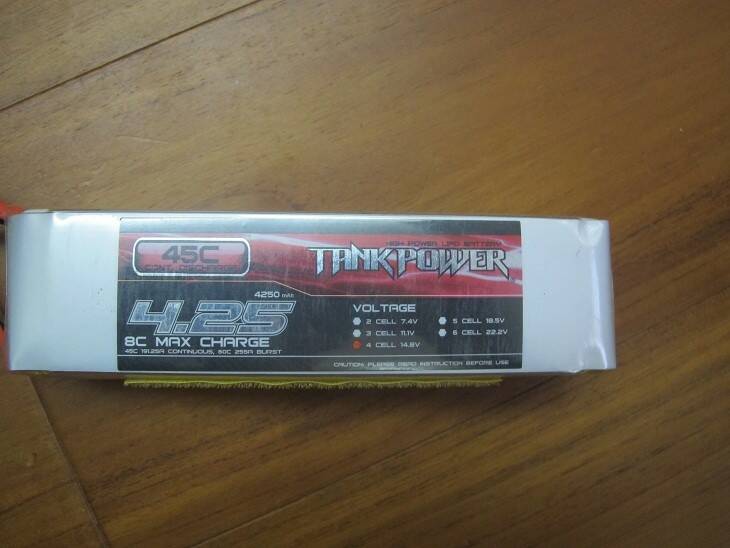 HIGH POWER LIPO BATTERY
45C
CONT. DISCHARGE
TANKPOWER
4250 mAh
4.25
8C MAX CHARGE
45C 191.25A CONTINUOUS, 60C 255A BURST
VOLTAGE
2 CELL 7.4V
3 CELL 11.1V
4 CELL 14.8V
5 CELL 18.5V
6 CELL 22.2V
CAUTION: PLEASE READ INSTRUCTION BEFORE USE